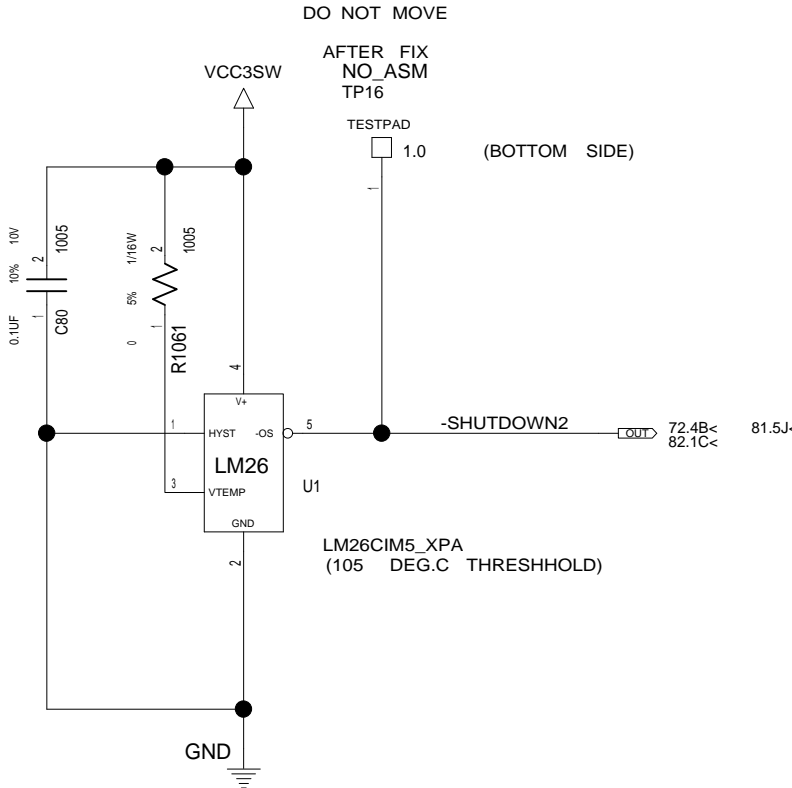 DO NOT MOVE
AFTER FIX
NO_ASM
TP16
VCC3SW
TESTPAD
1.0
(BOTTOM SIDE)
1
10V
10%
0.1UF
2
1
1005
C80
1/16W
5%
0
2
1
1005
R1061
4
V+
1
HYST
-OS
5
LM26
3
VTEMP
GND
2
U1
-SHUTDOWN2
OUT
72.4B< 81.5J<
82.1C<
LM26CIM5_XPA
(105 DEG.C THRESHHOLD)
GND